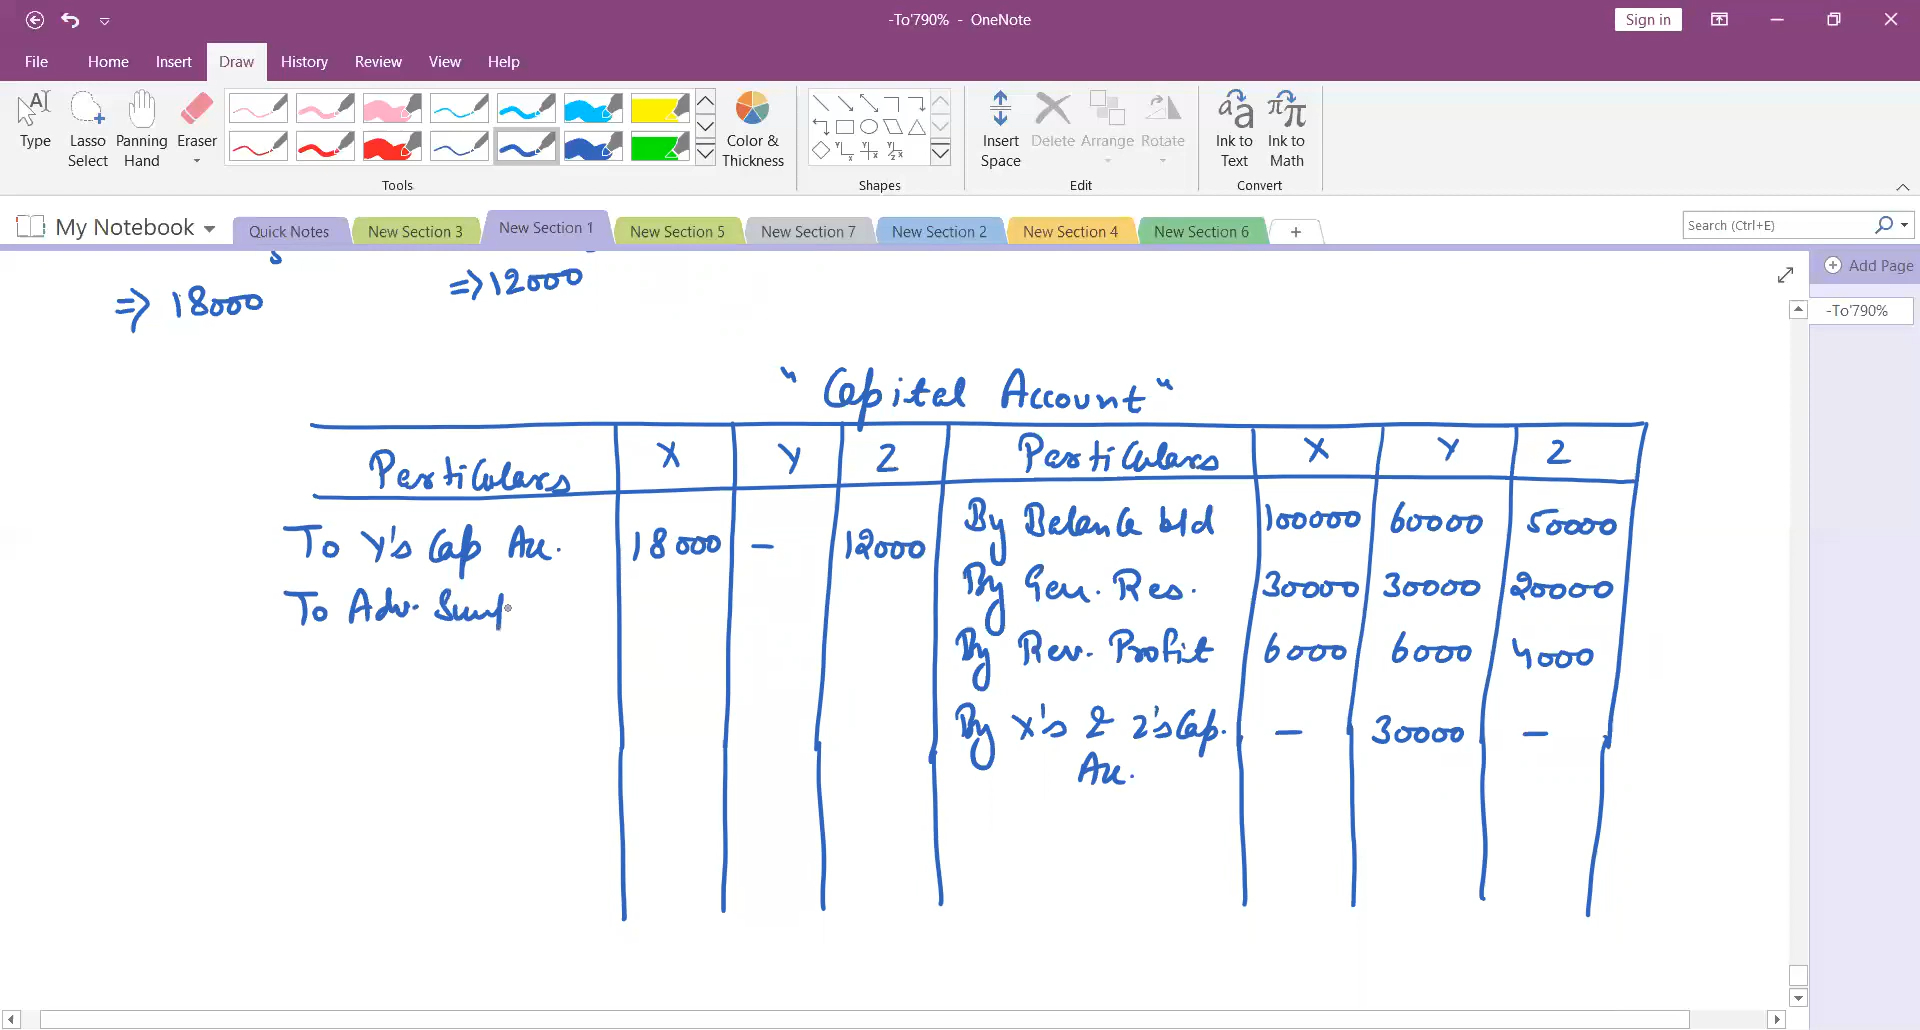 -To'790% - OneNote
Sign in
File Home Insert Draw History Review View Help
Type
Lasso Select
Panning Hand
Eraser
Color & Thickness
Insert Space
Delete
Arrange
Rotate
Ink to Text
Ink to Math
Tools Shapes Edit Convert
My Notebook Quick Notes New Section 3 New Section 1 New Section 5 New Section 7 New Section 2 New Section 4 New Section 6 +
Search (Ctrl+E)
Add Page
-To'790%
=> 18000 => 12000
"Capital Account"
Particulars X Y Z Particulars X Y Z
To Y's Cap Acc. 18000 - 12000 By Balance b/d 100000 60000 50000
To Adv. Susp By Gen. Res. 30000 30000 20000
By Rev. Profit 6000 6000 4000
By X's & Z's Cap. Acc. - 30000 -